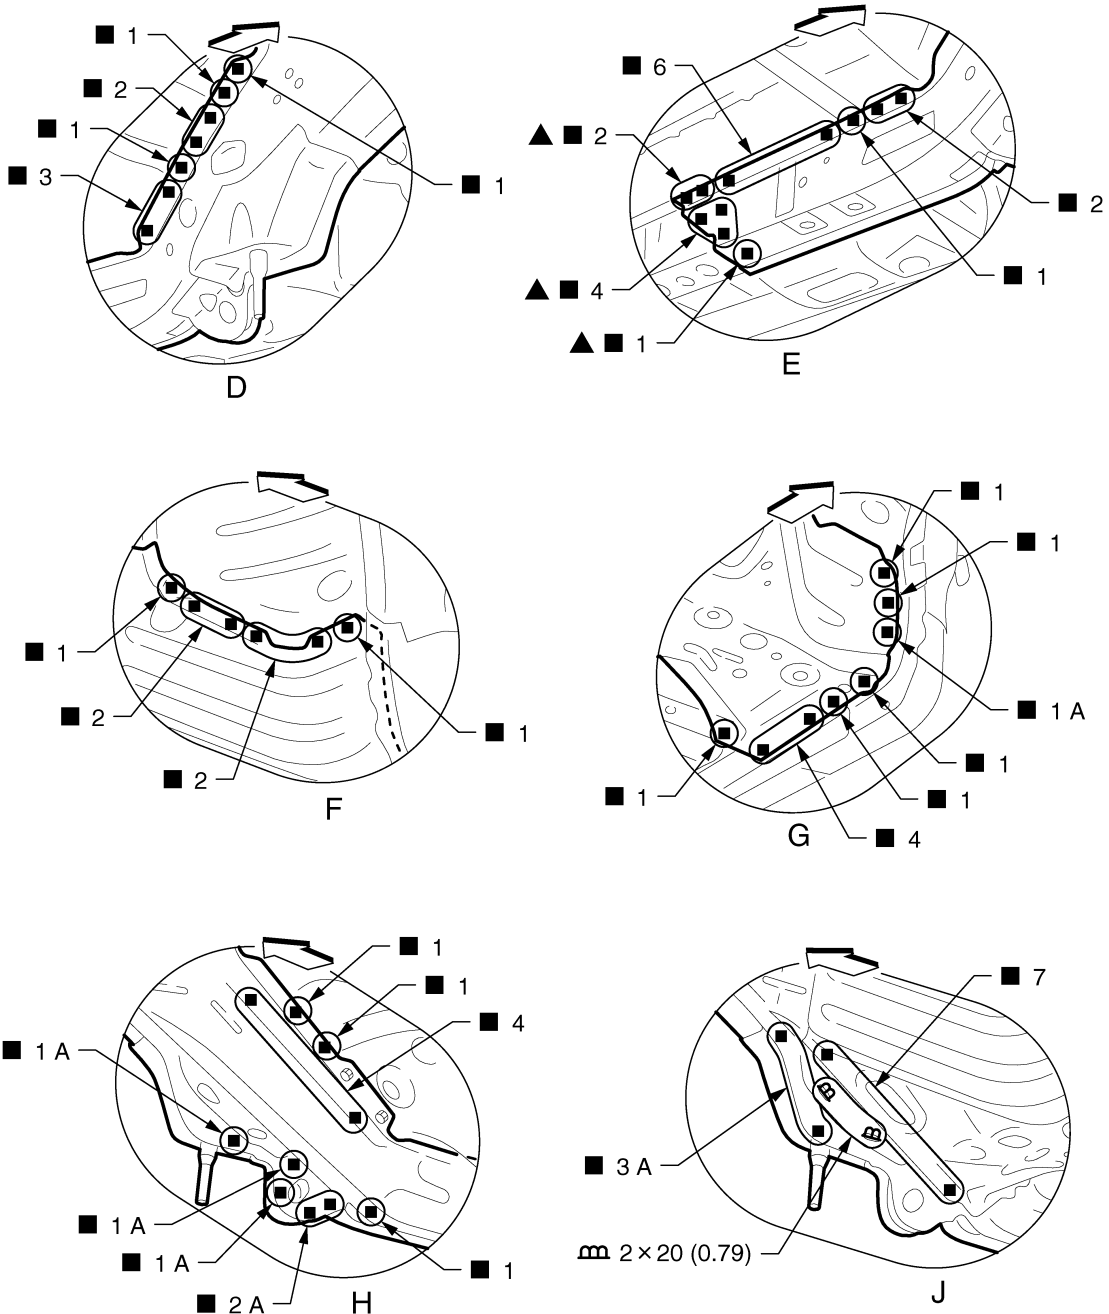 ■ 1
■ 2
■ 1
■ 3
■ 1
D
■ 6
▲ ■ 2
■ 2
■ 1
▲ ■ 4
▲ ■ 1
E
■ 1
■ 2
■ 2
■ 1
F
■ 1
■ 1
■ 1 A
■ 1
■ 1
■ 1
■ 4
G
■ 1
■ 1
■ 4
■ 1 A
■ 1 A
■ 1 A
■ 2 A
■ 1
H
■ 7
■ 3 A
2 × 20 (0.79)
J